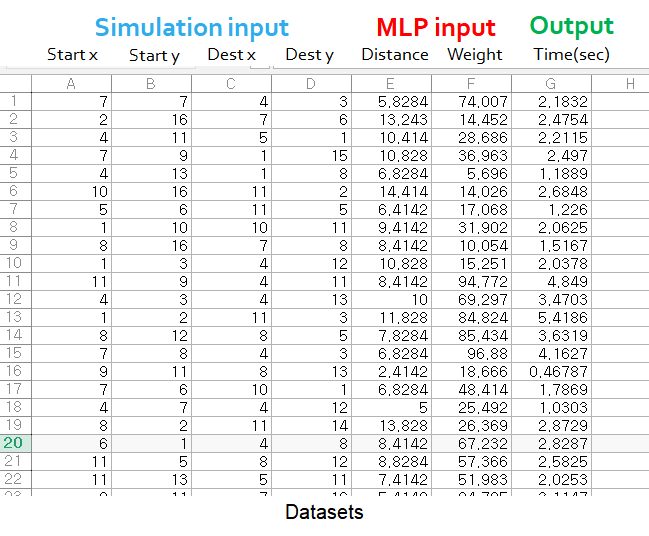 Simulation input MLP input Output
Start x Start y Dest x Dest y Distance Weight Time(sec)
A B C D E F G H
1 7 7 4 3 5,8284 74,007 2,1832
2 2 16 7 6 13,243 14,452 2,4754
3 4 11 5 1 10,414 28,686 2,2115
4 7 9 1 15 10,828 36,963 2,497
5 4 13 1 8 6,8284 5,696 1,1889
6 10 16 11 2 14,414 14,026 2,6848
7 5 6 11 5 6,4142 17,068 1,226
8 1 10 10 11 9,4142 31,902 2,0625
9 8 16 7 8 8,4142 10,054 1,5167
10 1 3 4 12 10,828 15,251 2,0378
11 11 9 4 11 8,4142 94,772 4,849
12 4 3 4 13 10 69,297 3,4703
13 1 2 11 3 11,828 84,824 5,4186
14 8 12 8 5 7,8284 85,434 3,6319
15 7 8 4 3 6,8284 96,88 4,1627
16 9 11 8 13 2,4142 18,666 0,46787
17 7 6 10 1 6,8284 48,414 1,7869
18 4 7 4 12 5 25,492 1,0303
19 8 2 11 14 13,828 26,369 2,8729
20 6 1 4 8 8,4142 67,232 2,8287
21 11 5 8 12 8,8284 57,366 2,5825
22 11 13 5 11 7,4142 51,983 2,0253
Datasets